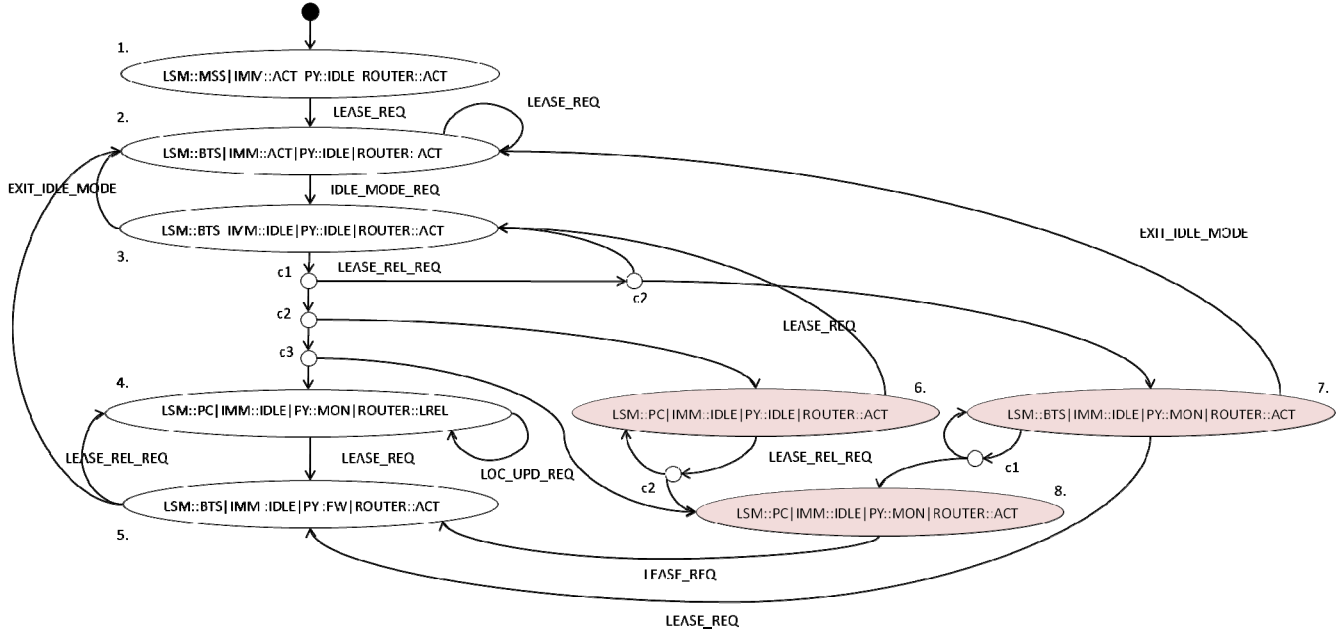 1.
LSM::MSS|IMM::ACT PY::IDLE ROUTER::ACT
LEASE_REQ
2.
LEASE_REQ
LSM::BTS|IMM::ACT|PY::IDLE|ROUTER: ACT
EXIT_IDLE_MODE
IDLE_MODE_REQ
LSM::BTS IMM::IDLE|PY::IDLE|ROUTER::ACT
EXIT_IDLE_MODE
3.
c1
LEASE_REL_REQ
c2
c2
LEASE_REQ
c3
4.
6.
7.
LSM::PC|IMM::IDLE|PY::MON|ROUTER::LREL
LSM::PC|IMM::IDLE|PY::IDLE|ROUTER::ACT
LSM::BTS|IMM::IDLE|PY::MON|ROUTER::ACT
LEASE_REL_REQ
LEASE_REQ
LOC_UPD_REQ
LEASE_REL_REQ
c1
c2
8.
LSM::BTS|IMM :IDLE|PY :FW|ROUTER::ACT
LSM::PC|IMM::IDLE|PY::MON|ROUTER::ACT
5.
LEASE_REQ
LEASE_REQ